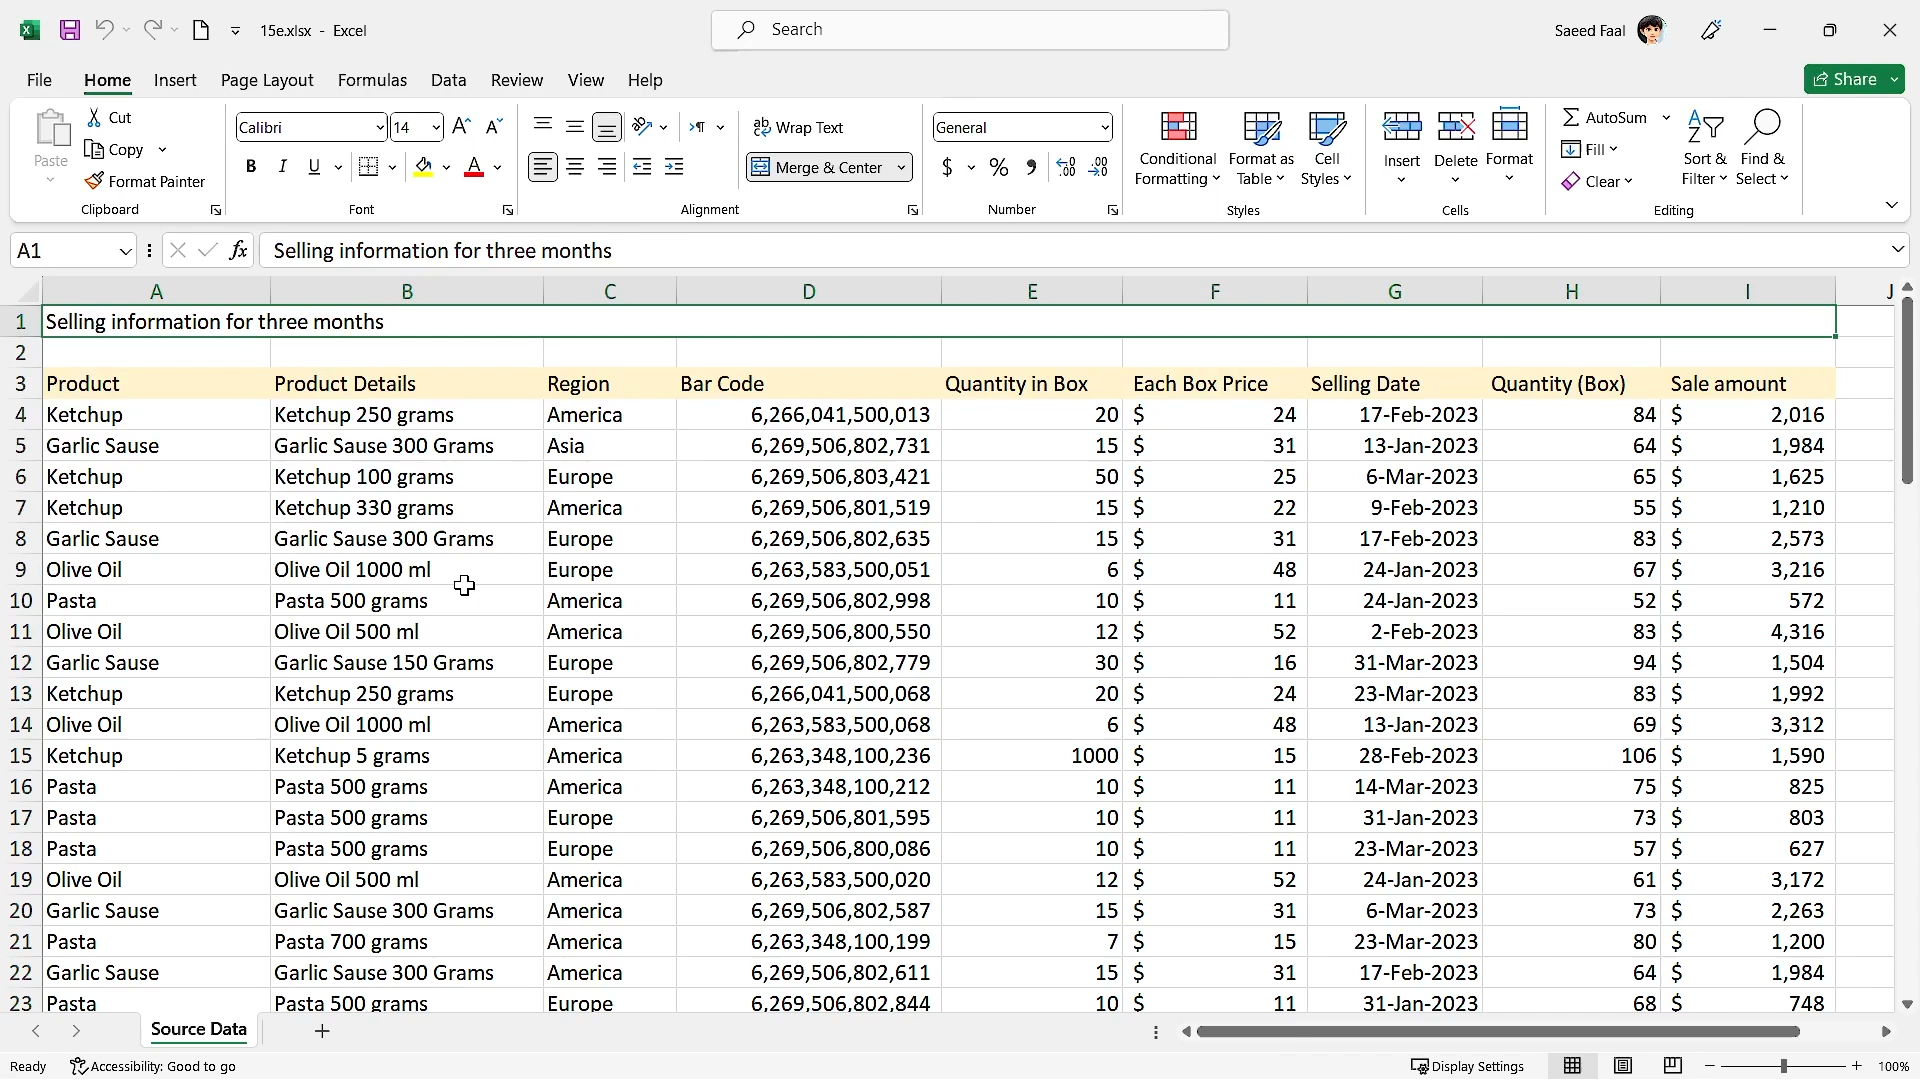 15e.xlsx - Excel
Search
Saeed Faal
File Home Insert Page Layout Formulas Data Review View Help
Share
Paste
Cut
Copy
Format Painter
Clipboard
Calibri 14
B I U
Font
Wrap Text
Merge & Center
Alignment
General
$ % ,
Number
Conditional Formatting
Format as Table
Cell Styles
Styles
Insert
Delete
Format
Cells
AutoSum
Fill
Clear
Sort & Filter
Find & Select
Editing
A1 fx Selling information for three months
A B C D E F G H I J
1 Selling information for three months
2
3 Product Product Details Region Bar Code Quantity in Box Each Box Price Selling Date Quantity (Box) Sale amount
4 Ketchup Ketchup 250 grams America 6,266,041,500,013 20 $ 24 17-Feb-2023 84 $ 2,016
5 Garlic Sause Garlic Sause 300 Grams Asia 6,269,506,802,731 15 $ 31 13-Jan-2023 64 $ 1,984
6 Ketchup Ketchup 100 grams Europe 6,269,506,803,421 50 $ 25 6-Mar-2023 65 $ 1,625
7 Ketchup Ketchup 330 grams America 6,269,506,801,519 15 $ 22 9-Feb-2023 55 $ 1,210
8 Garlic Sause Garlic Sause 300 Grams Europe 6,269,506,802,635 15 $ 31 17-Feb-2023 83 $ 2,573
9 Olive Oil Olive Oil 1000 ml Europe 6,263,583,500,051 6 $ 48 24-Jan-2023 67 $ 3,216
10 Pasta Pasta 500 grams America 6,269,506,802,998 10 $ 11 24-Jan-2023 52 $ 572
11 Olive Oil Olive Oil 500 ml America 6,269,506,800,550 12 $ 52 2-Feb-2023 83 $ 4,316
12 Garlic Sause Garlic Sause 150 Grams Europe 6,269,506,802,779 30 $ 16 31-Mar-2023 94 $ 1,504
13 Ketchup Ketchup 250 grams Europe 6,266,041,500,068 20 $ 24 23-Mar-2023 83 $ 1,992
14 Olive Oil Olive Oil 1000 ml America 6,263,583,500,068 6 $ 48 13-Jan-2023 69 $ 3,312
15 Ketchup Ketchup 5 grams America 6,263,348,100,236 1000 $ 15 28-Feb-2023 106 $ 1,590
16 Pasta Pasta 500 grams America 6,263,348,100,212 10 $ 11 14-Mar-2023 75 $ 825
17 Pasta Pasta 500 grams Europe 6,269,506,801,595 10 $ 11 31-Jan-2023 73 $ 803
18 Pasta Pasta 500 grams Europe 6,269,506,800,086 10 $ 11 23-Mar-2023 57 $ 627
19 Olive Oil Olive Oil 500 ml America 6,263,583,500,020 12 $ 52 24-Jan-2023 61 $ 3,172
20 Garlic Sause Garlic Sause 300 Grams America 6,269,506,802,587 15 $ 31 6-Mar-2023 73 $ 2,263
21 Pasta Pasta 700 grams America 6,263,348,100,199 7 $ 15 23-Mar-2023 80 $ 1,200
22 Garlic Sause Garlic Sause 300 Grams America 6,269,506,802,611 15 $ 31 17-Feb-2023 64 $ 1,984
23 Pasta Pasta 500 grams Europe 6,269,506,802,844 10 $ 11 31-Jan-2023 68 $ 748
Source Data
Ready Accessibility: Good to go Display Settings 100%